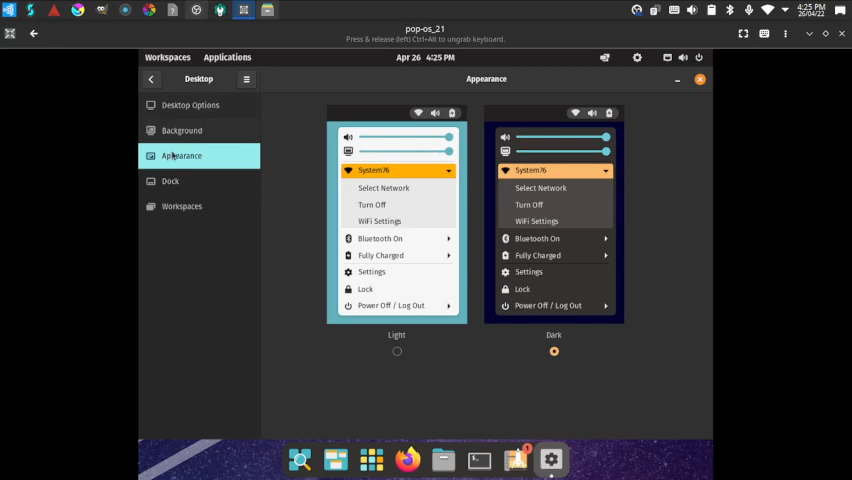 4:25 PM
26/04/22
pop-os_21
Press & release (left) Ctrl+Alt to ungrab keyboard.
Workspaces Applications Apr 26 4:25 PM
Desktop Appearance
Desktop Options
Background
Appearance
Dock
Workspaces
System76
Select Network
Turn Off
WiFi Settings
Bluetooth On
Fully Charged
Settings
Lock
Power Off / Log Out
Light
System76
Select Network
Turn Off
WiFi Settings
Bluetooth On
Fully Charged
Settings
Lock
Power Off / Log Out
Dark
1